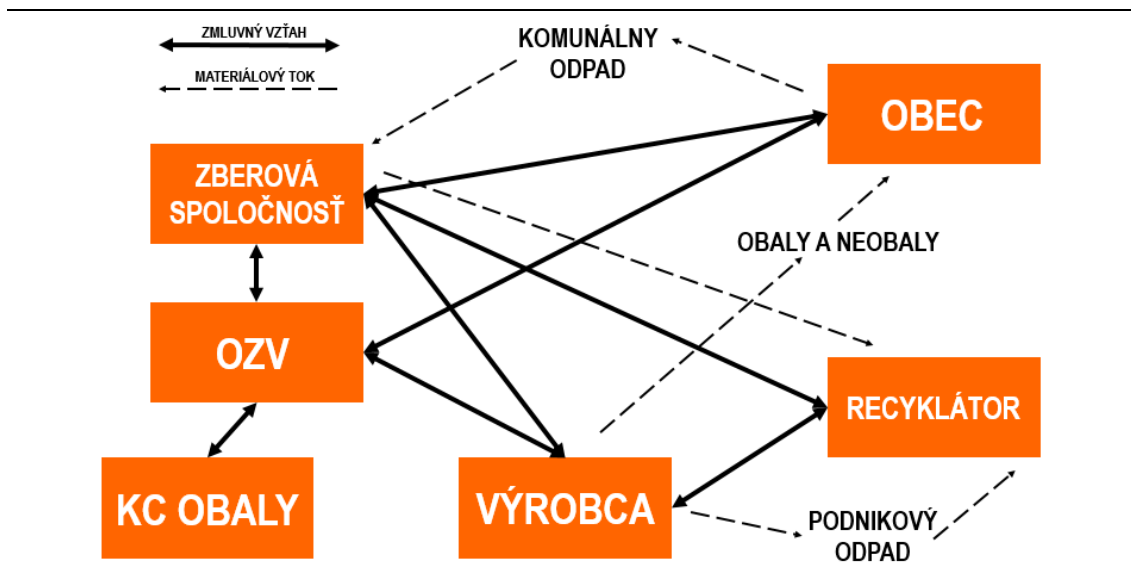 ZMLUVNÝ VZŤAH
MATERIÁLOVÝ TOK
KOMUNÁLNY
ODPAD
OBEC
ZBEROVÁ
SPOLOČNOSŤ
OBALY A NEOBALY
OZV
RECYKLÁTOR
KC OBALY
VÝROBCA
PODNIKOVÝ
ODPAD